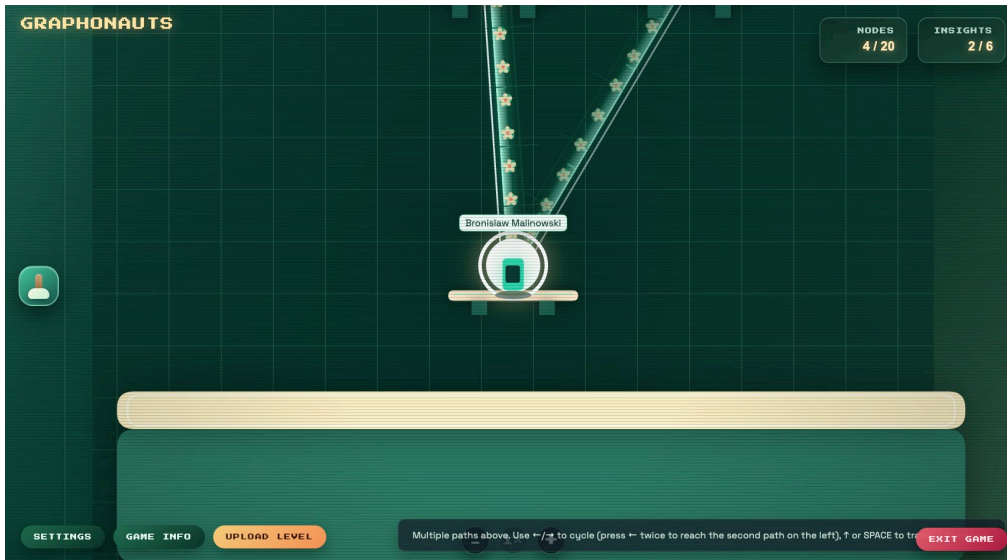 GRAPHONAUTS
NODES
4 / 20
INSIGHTS
2 / 6
Bronislaw Malinowski
SETTINGS
GAME INFO
UPLOAD LEVEL
Multiple paths above. Use ←/→ to cycle (press ← twice to reach the second path on the left), ↑ or SPACE to
EXIT GAME